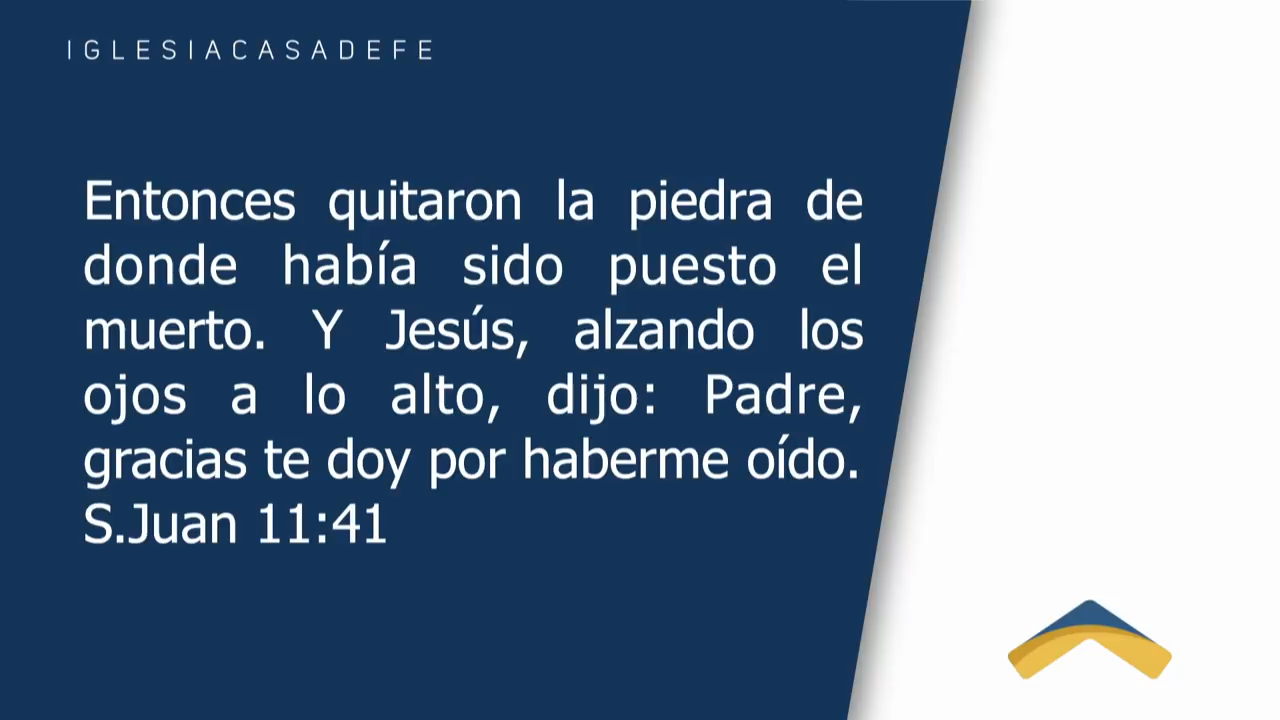 IGLESIACASADEFE
Entonces quitaron la piedra de
donde había sido puesto el
muerto. Y Jesús, alzando los
ojos a lo alto, dijo: Padre,
gracias te doy por haberme oído.
S.Juan 11:41